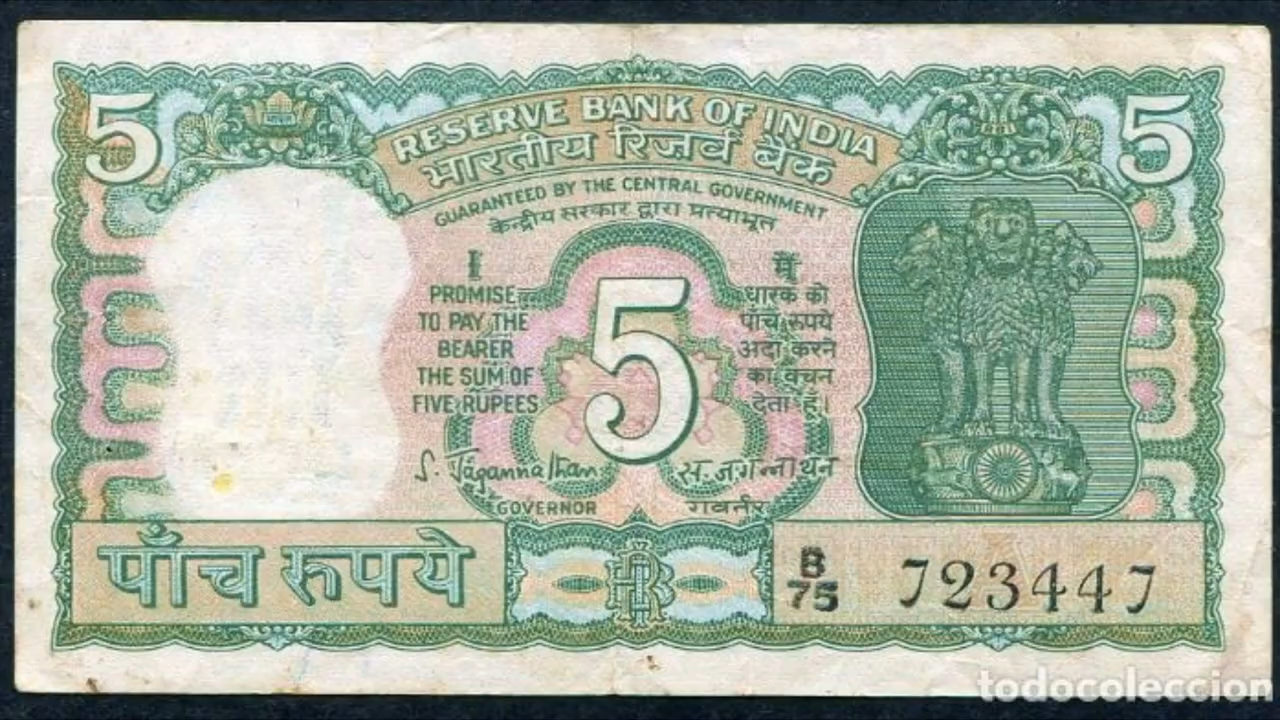 5
5
RESERVE BANK OF INDIA
भारतीय रिज़र्व बैंक
GUARANTEED BY THE CENTRAL GOVERNMENT
केन्द्रीय सरकार द्वारा प्रत्याभूत
I
PROMISE
TO PAY THE
BEARER
THE SUM OF
FIVE RUPEES
5
मैं
धारक को
पाँच रुपये
अदा करने
का वचन
देता हूँ।
S. Jagannathan
स. जगन्नाथन
GOVERNOR
गवर्नर
पाँच रुपये
B
75
723447
todocoleccion